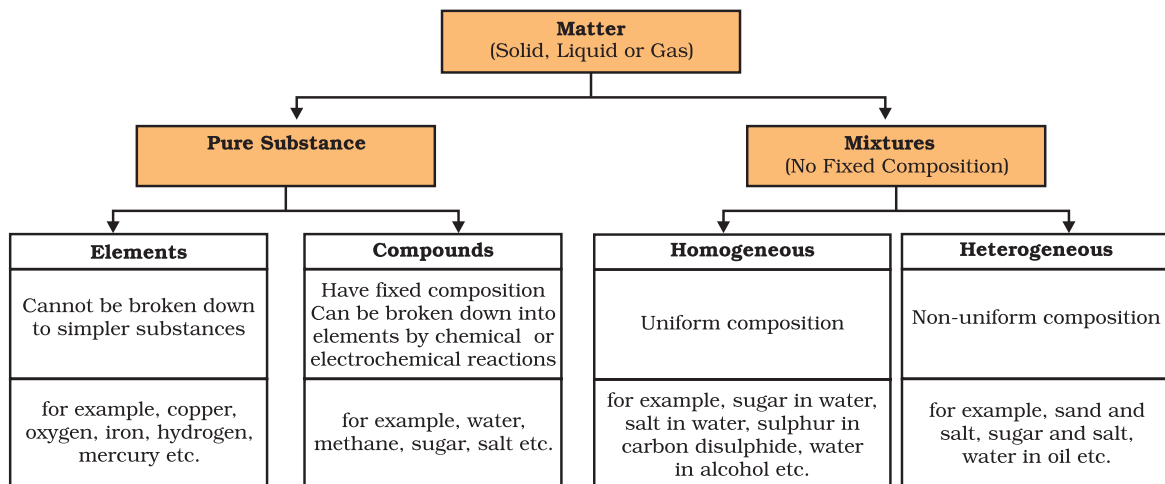 Matter
(Solid, Liquid or Gas)
Pure Substance
Mixtures
(No Fixed Composition)
Elements
Cannot be broken down
to simpler substances
for example, copper,
oxygen, iron, hydrogen,
mercury etc.
Compounds
Have fixed composition
Can be broken down into
elements by chemical or
electrochemical reactions
for example, water,
methane, sugar, salt etc.
Homogeneous
Uniform composition
for example, sugar in water,
salt in water, sulphur in
carbon disulphide, water
in alcohol etc.
Heterogeneous
Non-uniform composition
for example, sand and
salt, sugar and salt,
water in oil etc.